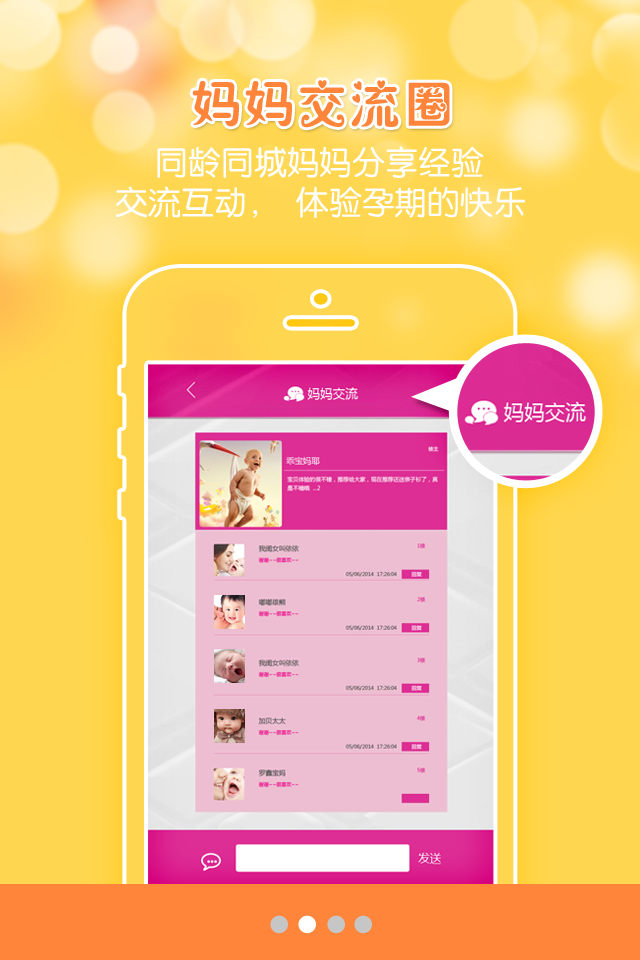 妈妈交流圈
同龄同城妈妈分享经验
交流互动， 体验孕期的快乐
妈妈交流
妈妈交流
乖宝妈耶
楼主
宝贝体验的很不错，推荐给大家，现在推荐还送亲子衫了，真
是不错哦 ...2
我闺女叫依依
1楼
谢谢~~很喜欢~~
05/06/2014 17:26:04 回复
嘟嘟雄熊
2楼
谢谢~~很喜欢~~
05/06/2014 17:26:04 回复
我闺女叫依依
3楼
谢谢~~很喜欢~~
05/06/2014 17:26:04 回复
加贝太太
4楼
谢谢~~很喜欢~~
05/06/2014 17:26:04 回复
罗鑫宝妈
5楼
谢谢~~很喜欢~~
发送